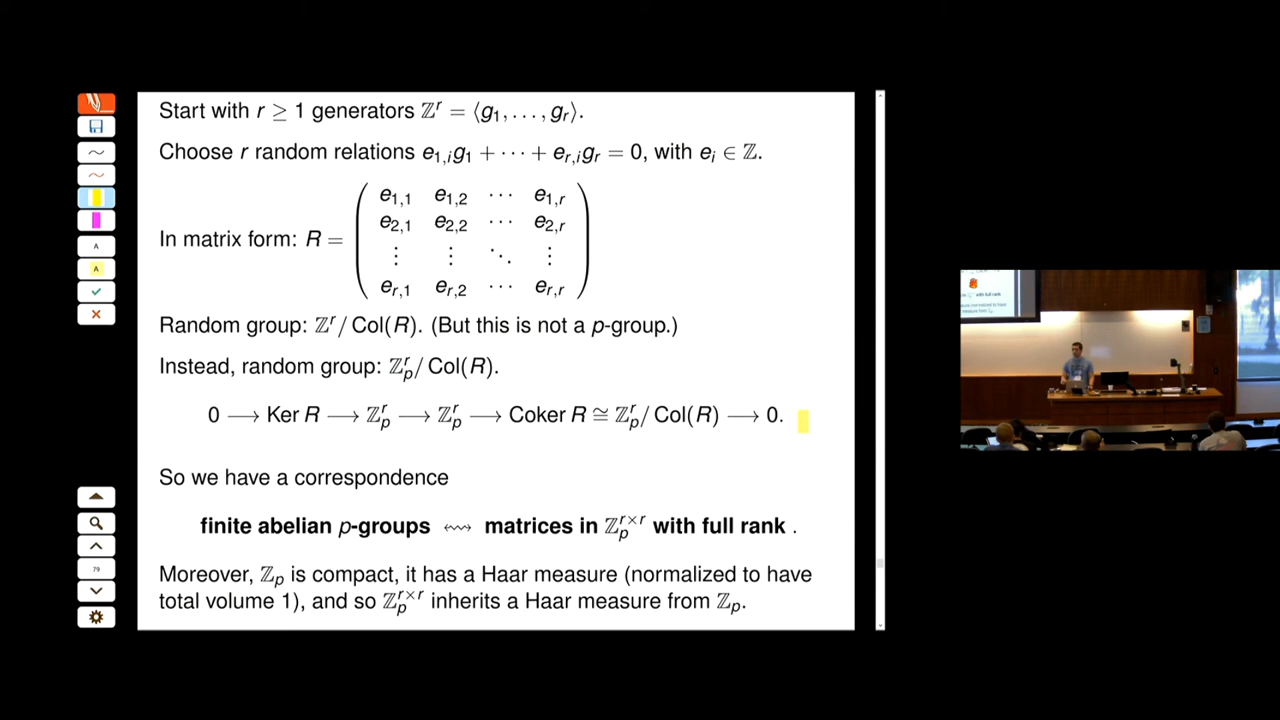 Start with r ≥ 1 generators ℤ^r = ⟨g_1, . . . , g_r⟩.
Choose r random relations e_{1,i}g_1 + ··· + e_{r,i}g_r = 0, with e_i ∈ ℤ.
In matrix form: R =
e_{1,1} e_{1,2} ··· e_{1,r}
e_{2,1} e_{2,2} ··· e_{2,r}
⋮ ⋮ ⋱ ⋮
e_{r,1} e_{r,2} ··· e_{r,r}
Random group: ℤ^r / Col(R). (But this is not a p-group.)
Instead, random group: ℤ_p^r / Col(R).
0 ⟶ Ker R ⟶ ℤ_p^r ⟶ ℤ_p^r ⟶ Coker R ≅ ℤ_p^r / Col(R) ⟶ 0.
So we have a correspondence
finite abelian p-groups ⟷ matrices in ℤ_p^{r×r} with full rank .
Moreover, ℤ_p is compact, it has a Haar measure (normalized to have
total volume 1), and so ℤ_p^{r×r} inherits a Haar measure from ℤ_p.
A
A
79
with full rank